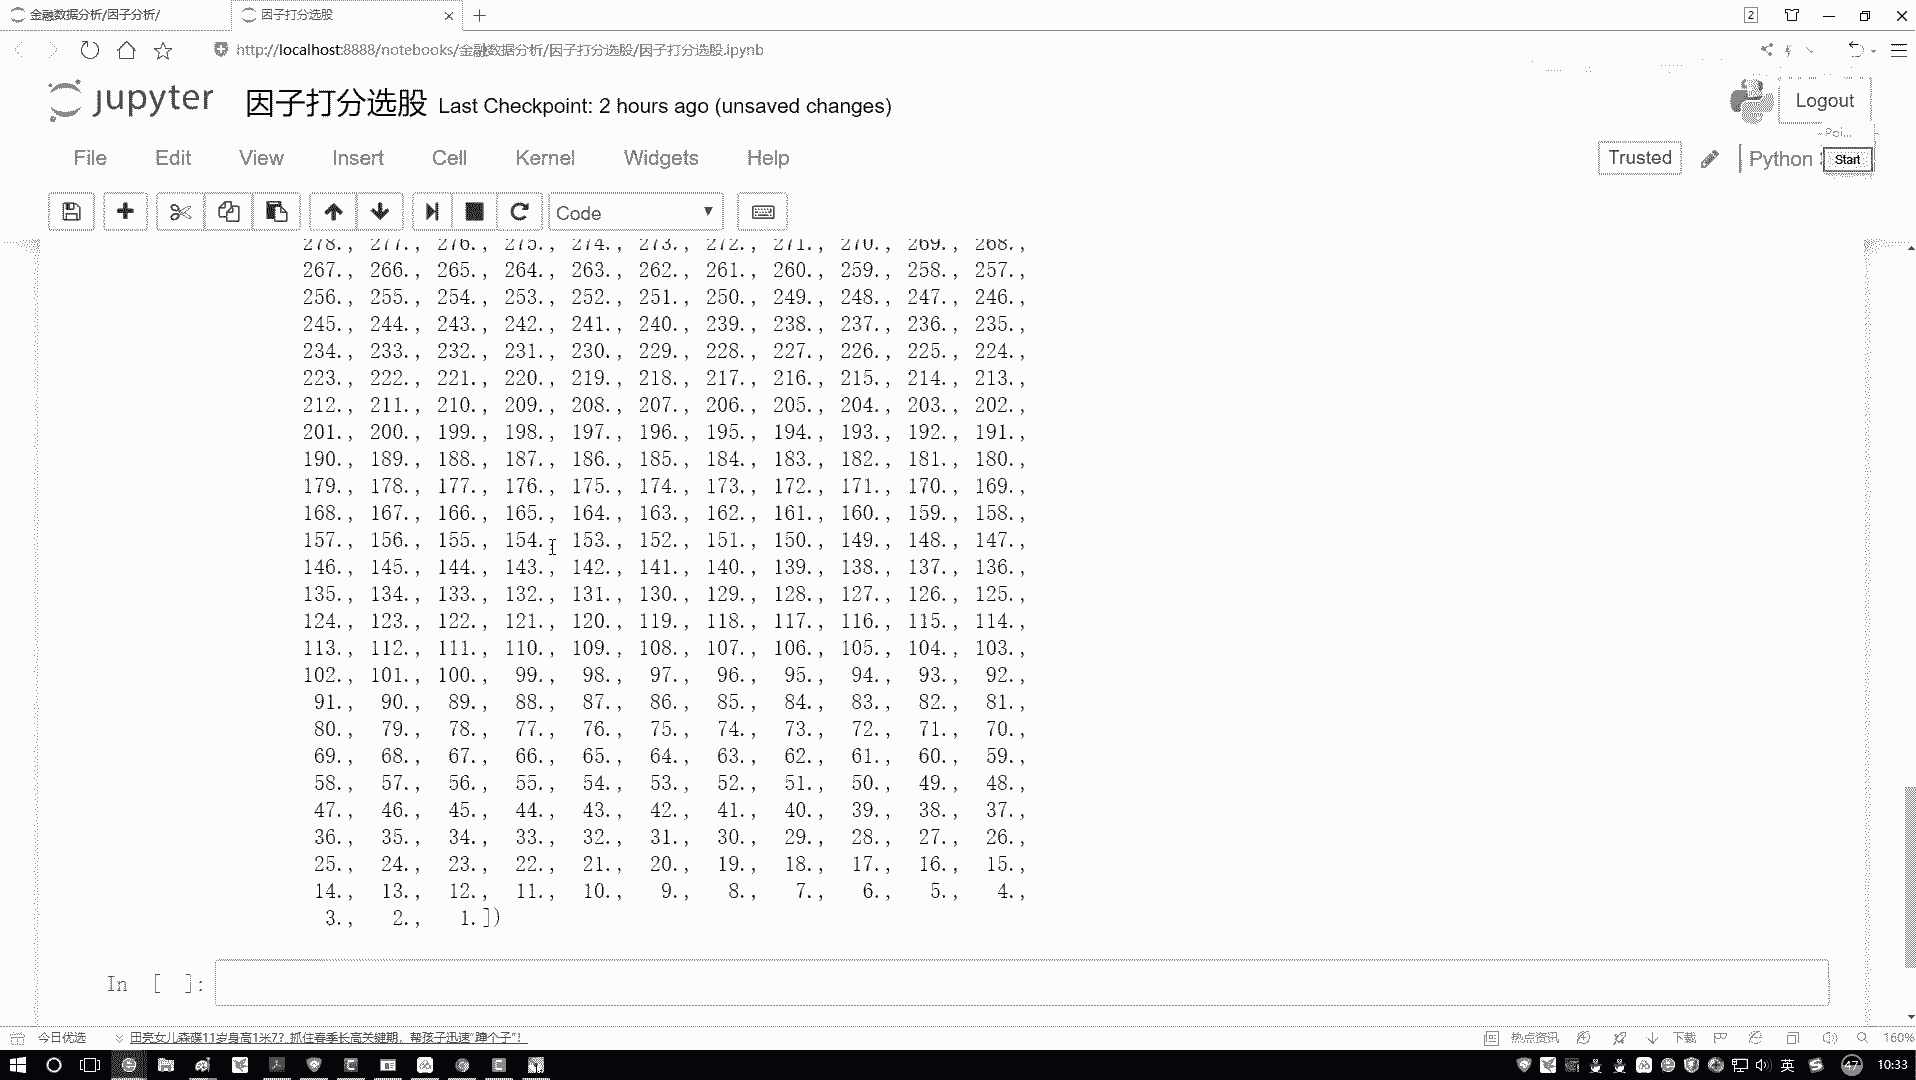 金融数据分析/因子分析/
因子打分选股
2
http://localhost:8888/notebooks/金融数据分析/因子打分选股/因子打分选股.ipynb
jupyter 因子打分选股 Last Checkpoint: 2 hours ago (unsaved changes)
Logout
Poi...
File Edit View Insert Cell Kernel Widgets Help
Trusted
Python
Start
Code
278., 277., 276., 275., 274., 273., 272., 271., 270., 269., 268.,
267., 266., 265., 264., 263., 262., 261., 260., 259., 258., 257.,
256., 255., 254., 253., 252., 251., 250., 249., 248., 247., 246.,
245., 244., 243., 242., 241., 240., 239., 238., 237., 236., 235.,
234., 233., 232., 231., 230., 229., 228., 227., 226., 225., 224.,
223., 222., 221., 220., 219., 218., 217., 216., 215., 214., 213.,
212., 211., 210., 209., 208., 207., 206., 205., 204., 203., 202.,
201., 200., 199., 198., 197., 196., 195., 194., 193., 192., 191.,
190., 189., 188., 187., 186., 185., 184., 183., 182., 181., 180.,
179., 178., 177., 176., 175., 174., 173., 172., 171., 170., 169.,
168., 167., 166., 165., 164., 163., 162., 161., 160., 159., 158.,
157., 156., 155., 154., 153., 152., 151., 150., 149., 148., 147.,
146., 145., 144., 143., 142., 141., 140., 139., 138., 137., 136.,
135., 134., 133., 132., 131., 130., 129., 128., 127., 126., 125.,
124., 123., 122., 121., 120., 119., 118., 117., 116., 115., 114.,
113., 112., 111., 110., 109., 108., 107., 106., 105., 104., 103.,
102., 101., 100., 99., 98., 97., 96., 95., 94., 93., 92.,
91., 90., 89., 88., 87., 86., 85., 84., 83., 82., 81.,
80., 79., 78., 77., 76., 75., 74., 73., 72., 71., 70.,
69., 68., 67., 66., 65., 64., 63., 62., 61., 60., 59.,
58., 57., 56., 55., 54., 53., 52., 51., 50., 49., 48.,
47., 46., 45., 44., 43., 42., 41., 40., 39., 38., 37.,
36., 35., 34., 33., 32., 31., 30., 29., 28., 27., 26.,
25., 24., 23., 22., 21., 20., 19., 18., 17., 16., 15.,
14., 13., 12., 11., 10., 9., 8., 7., 6., 5., 4.,
3., 2., 1.])
In [ ]:
今日优选 田亮女儿森碟11岁身高1米7？抓住春季长高关键期，帮孩子迅速“蹿个子”！
热点资讯 下载 160%
英 47 10:33